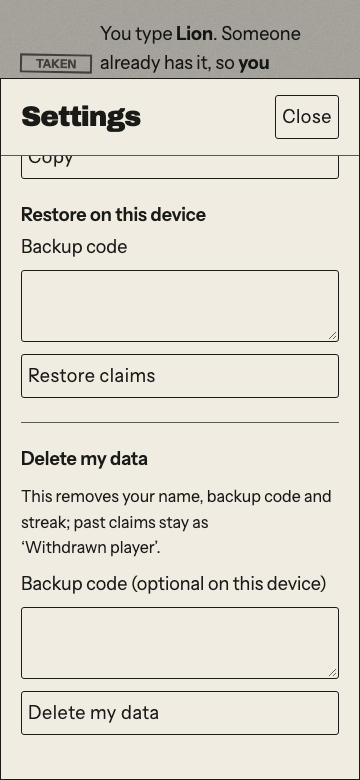 You type Lion. Someone
TAKEN already has it, so you
Settings
Close
Copy
Restore on this device
Backup code
Restore claims
Delete my data
This removes your name, backup code and
streak; past claims stay as
‘Withdrawn player’.
Backup code (optional on this device)
Delete my data